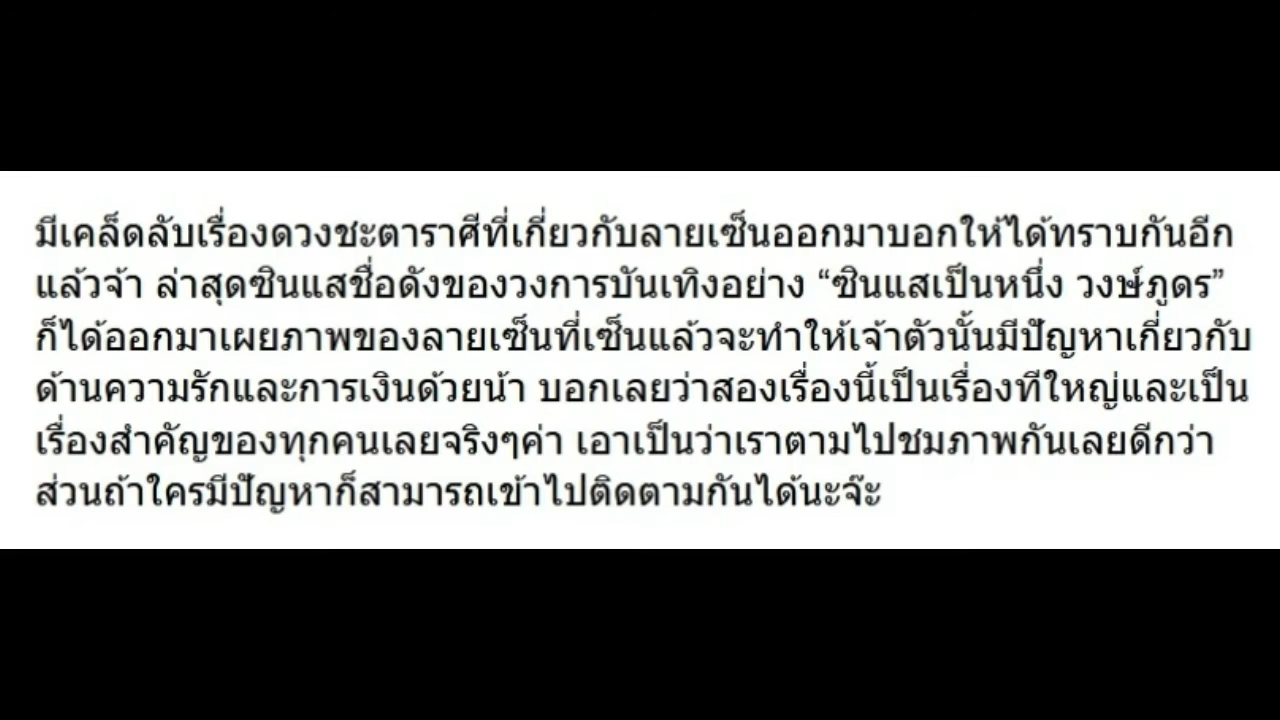 มีเคล็ดลับเรื่องดวงชะตาราศีที่เกี่ยวกับลายเซ็นออกมาบอกให้ได้ทราบกันอีก
แล้วจ้า ล่าสุดซินแสชื่อดังของวงการบันเทิงอย่าง “ซินแสเป็นหนึ่ง วงษ์ภูดร”
ก็ได้ออกมาเผยภาพของลายเซ็นที่เซ็นแล้วจะทำให้เจ้าตัวนั้นมีปัญหาเกี่ยวกับ
ด้านความรักและการเงินด้วยน้า บอกเลยว่าสองเรื่องนี้เป็นเรื่องทีใหญ่และเป็น
เรื่องสำคัญของทุกคนเลยจริงๆค่า เอาเป็นว่าเราตามไปชมภาพกันเลยดีกว่า
ส่วนถ้าใครมีปัญหาก็สามารถเข้าไปติดตามกันได้นะจ๊ะ